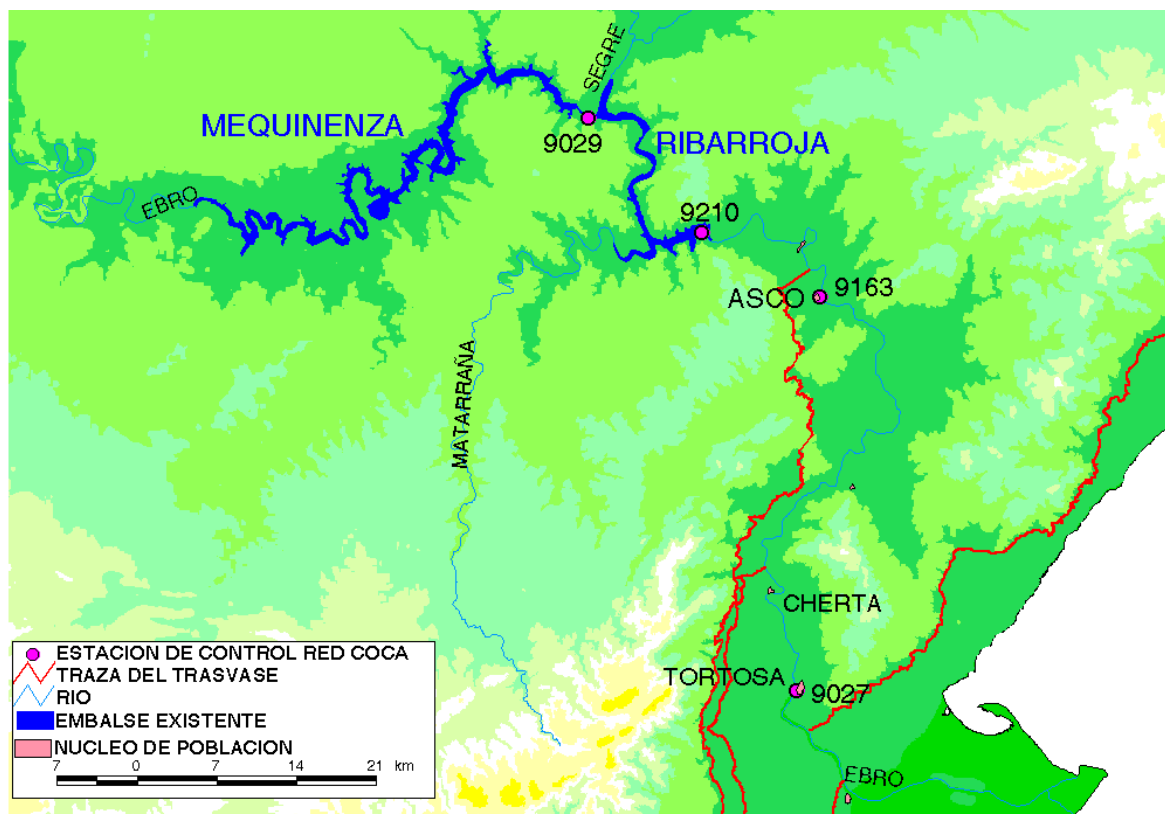 SEGRE
MEQUINENZA
9029
RIBARROJA
EBRO
9210
ASCO
9163
MATARRAÑA
CHERTA
TORTOSA
9027
EBRO
ESTACION DE CONTROL RED COCA
TRAZA DEL TRASVASE
RIO
EMBALSE EXISTENTE
NUCLEO DE POBLACION
7 0 7 14 21 km